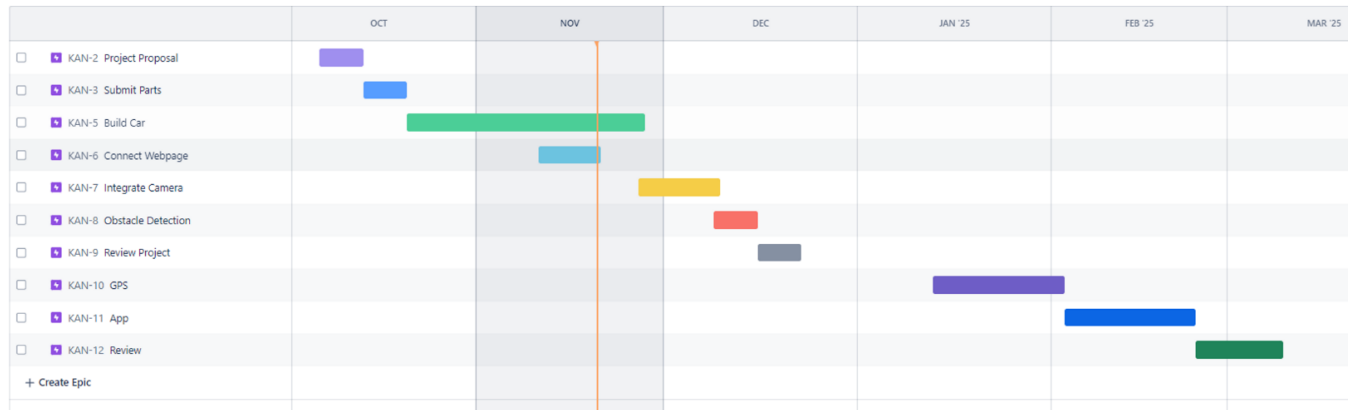 OCT NOV DEC JAN '25 FEB '25 MAR '25
KAN-2 Project Proposal
KAN-3 Submit Parts
KAN-5 Build Car
KAN-6 Connect Webpage
KAN-7 Integrate Camera
KAN-8 Obstacle Detection
KAN-9 Review Project
KAN-10 GPS
KAN-11 App
KAN-12 Review
+ Create Epic